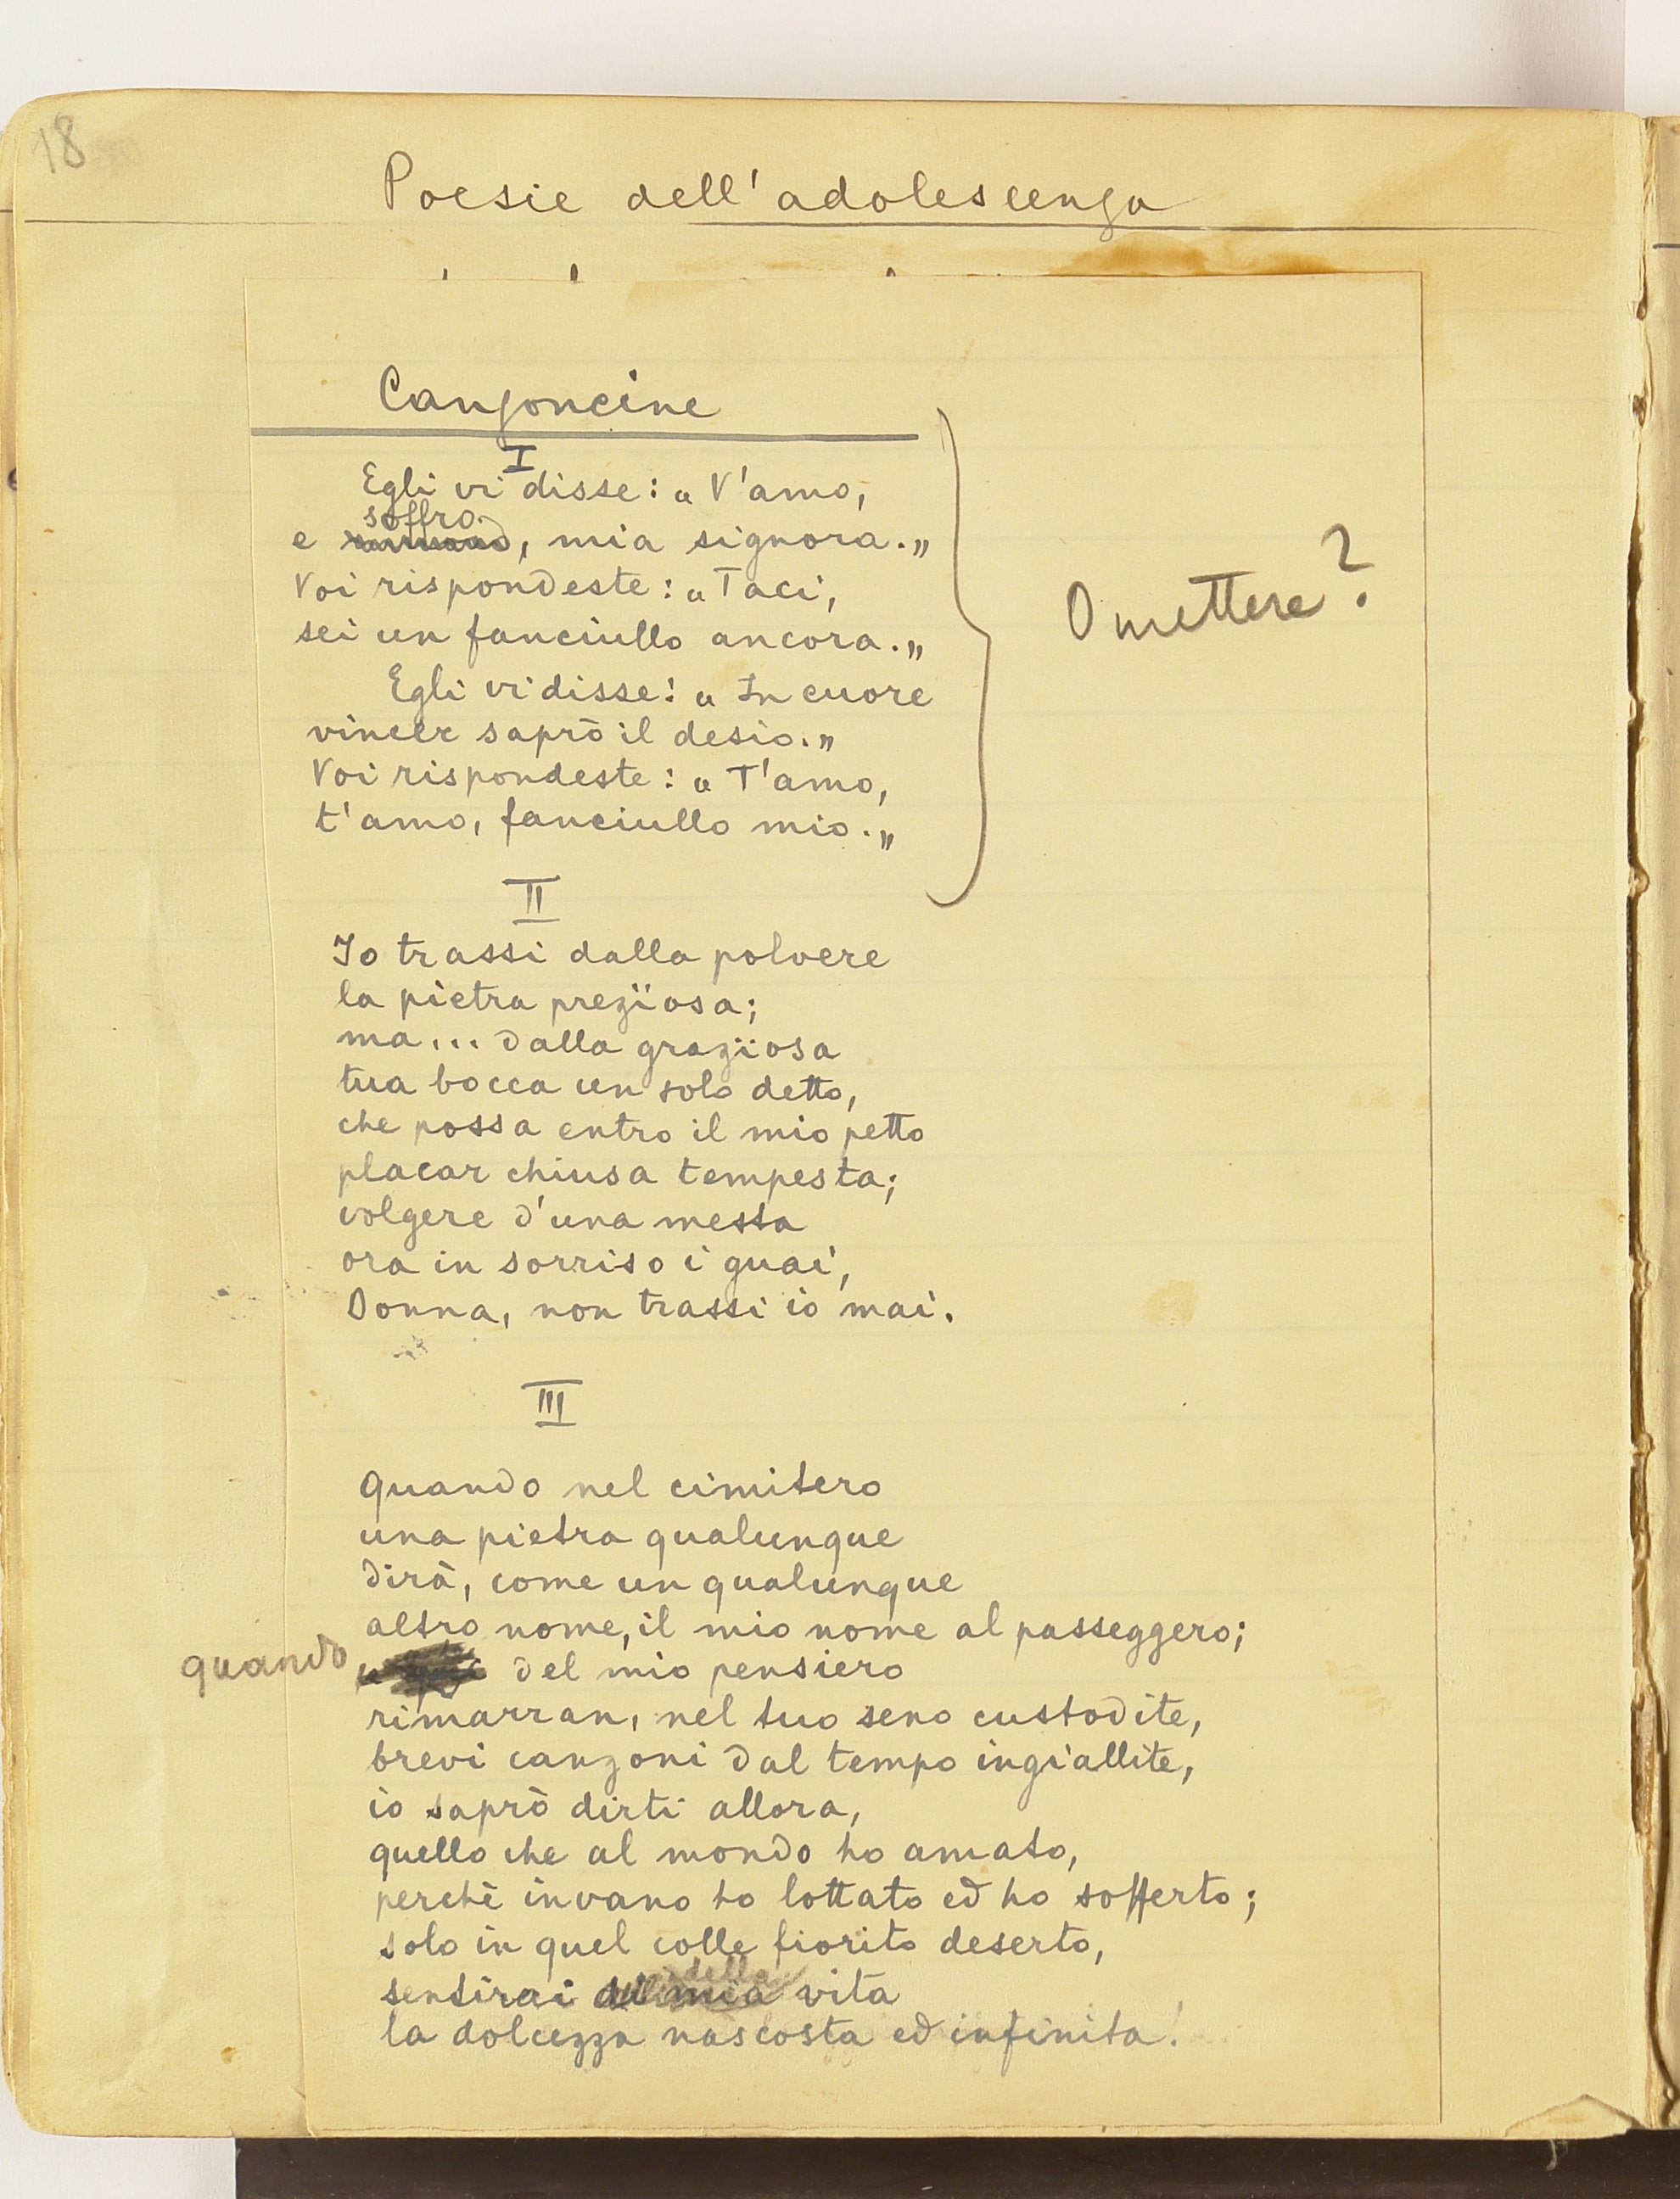 18
Poesie dell'adolescenza
Canzoncine
I
Egli vi disse: „ V'amo,
soffro
e , mia signora. „
Voi rispondeste: „ Taci,
sei un fanciullo ancora. „
Omettere?
Egli vi disse: „ In cuore
vincer saprò il desio. „
Voi rispondeste: „ T'amo,
t'amo, fanciullo mio. „
II
Io trassi dalla polvere
la pietra prezïosa;
ma... dalla grazïosa
tua bocca un solo detto,
che possa entro il mio petto
placar chiusa tempesta;
volgere d'una mesta
ora in sorriso i guai,
Donna, non trassi io mai.
III
Quando nel cimitero
una pietra qualunque
dirà, come un qualunque
altro nome, il mio nome al passeggero;
quando del mio pensiero
rimarran, nel tuo seno custodite,
brevi canzoni dal tempo ingiallite,
io saprò dirti allora,
quello che al mondo ho amato,
perchè invano ho lottato ed ho sofferto;
solo in quel colle fiorito deserto,
della
sentirai mia vita
la dolcezza nascosta ed infinita!